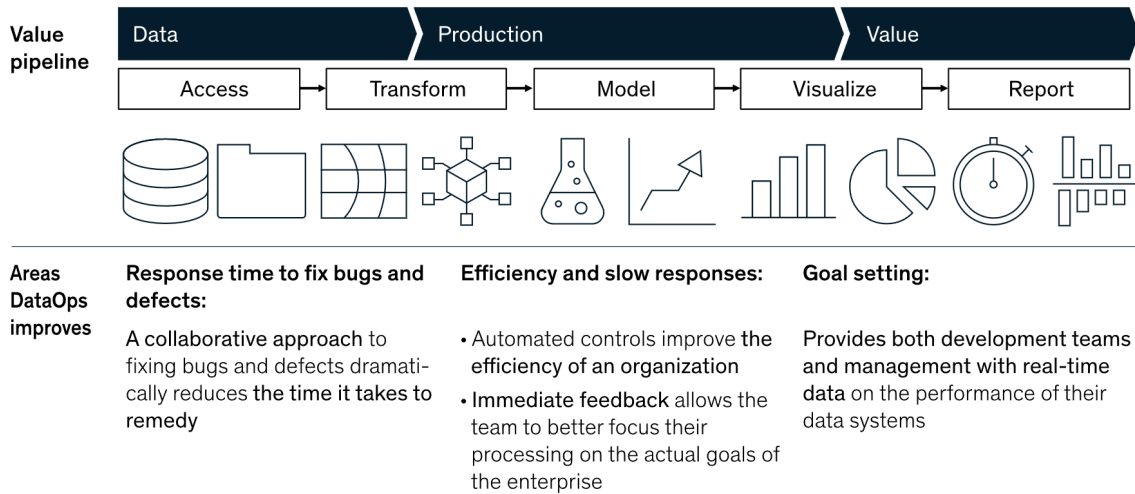 Value
pipeline
Data
Production
Value
Access
Transform
Model
Visualize
Report
Areas
DataOps
improves
Response time to fix bugs and
defects:
A collaborative approach to
fixing bugs and defects dramati-
cally reduces the time it takes to
remedy
Efficiency and slow responses:
• Automated controls improve the
efficiency of an organization
• Immediate feedback allows the
team to better focus their
processing on the actual goals of
the enterprise
Goal setting:
Provides both development teams
and management with real-time
data on the performance of their
data systems